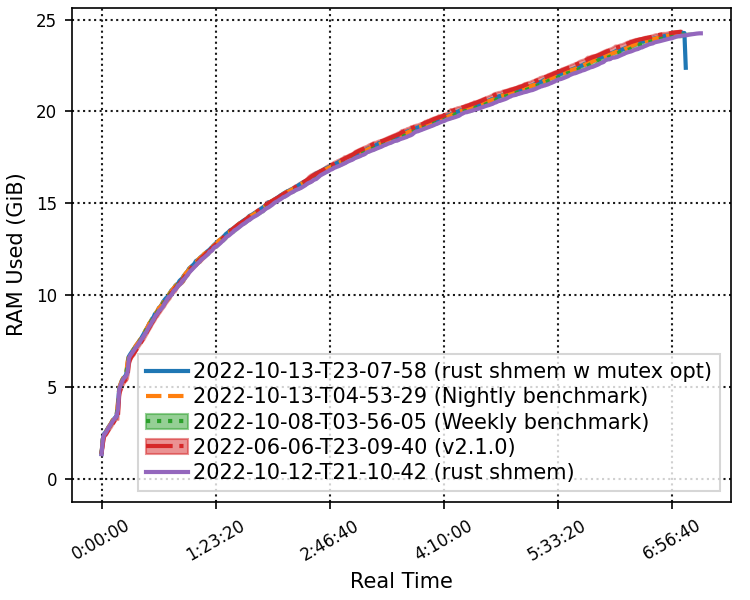 25
20
15
10
5
0
RAM Used (GiB)
2022-10-13-T23-07-58 (rust shmem w mutex opt)
2022-10-13-T04-53-29 (Nightly benchmark)
2022-10-08-T03-56-05 (Weekly benchmark)
2022-06-06-T23-09-40 (v2.1.0)
2022-10-12-T21-10-42 (rust shmem)
0:00:00
1:23:20
2:46:40
4:10:00
5:33:20
6:56:40
Real Time